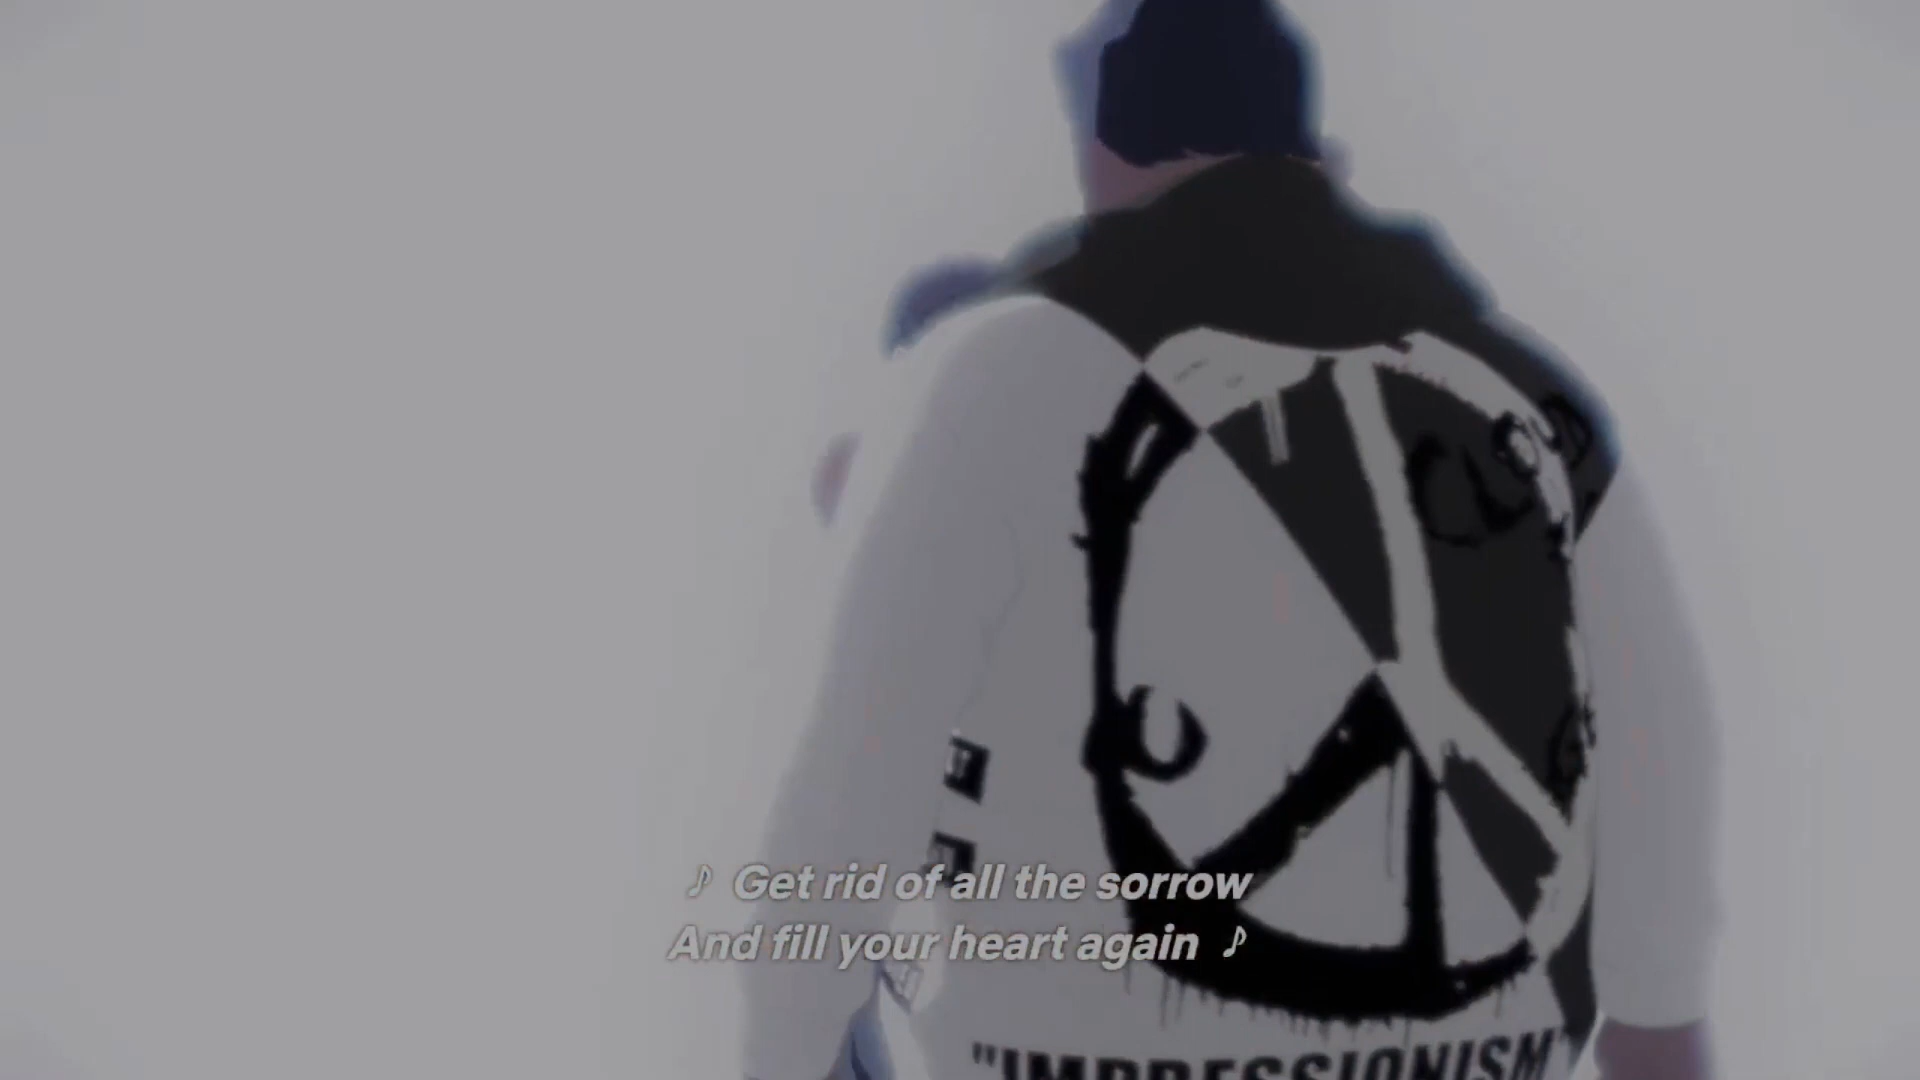 ♪ Get rid of all the sorrow
And fill your heart again ♪
"IMPRESSIONISM"